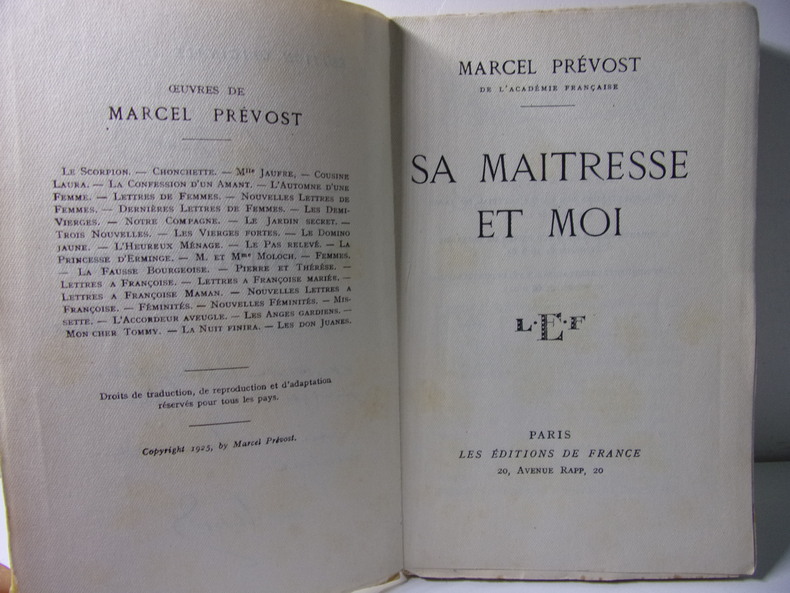 ŒUVRES DE
MARCEL PRÉVOST
LE SCORPION. — CHONCHETTE. — Mlle JAUFRE, — COUSINE
LAURA. — LA CONFESSION D'UN AMANT. — L'AUTOMNE D'UNE
FEMME. — LETTRES DE FEMMES. — NOUVELLES LETTRES DE
FEMMES. — DERNIÈRES LETTRES DE FEMMES. — LES DEMI-
VIERGES. — NOTRE COMPAGNE. — LE JARDIN SECRET. —
TROIS NOUVELLES. — LES VIERGES FORTES. — LE DOMINO
JAUNE. — L'HEUREUX MÉNAGE. — LE PAS RELEVÉ. — LA
PRINCESSE D'ERMINGE. — M. ET Mme MOLOCH. — FEMMES.
— LA FAUSSE BOURGEOISE. — PIERRE ET THÉRÈSE. —
LETTRES A FRANÇOISE. — LETTRES A FRANÇOISE MARIÉE. —
LETTRES A FRANÇOISE MAMAN. — NOUVELLES LETTRES A
FRANÇOISE. — FÉMINITÉS. — NOUVELLES FÉMINITÉS. — MIS-
SETTE. — L'ACCORDEUR AVEUGLE. — LES ANGES GARDIENS. —
MON CHER TOMMY. — LA NUIT FINIRA. — LES DON JUANES.
Droits de traduction, de reproduction et d'adaptation
réservés pour tous les pays.
Copyright 1925, by Marcel Prévost.
MARCEL PRÉVOST
DE L'ACADÉMIE FRANÇAISE
SA MAITRESSE
ET MOI
L·E·F
PARIS
LES ÉDITIONS DE FRANCE
20, AVENUE RAPP, 20